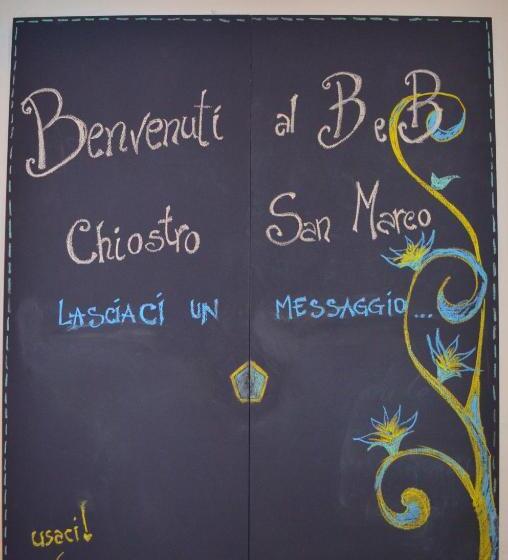 Benvenuti al B e B
Chiostro San Marco
LASCIACI UN MESSAGGIO...
usaci!